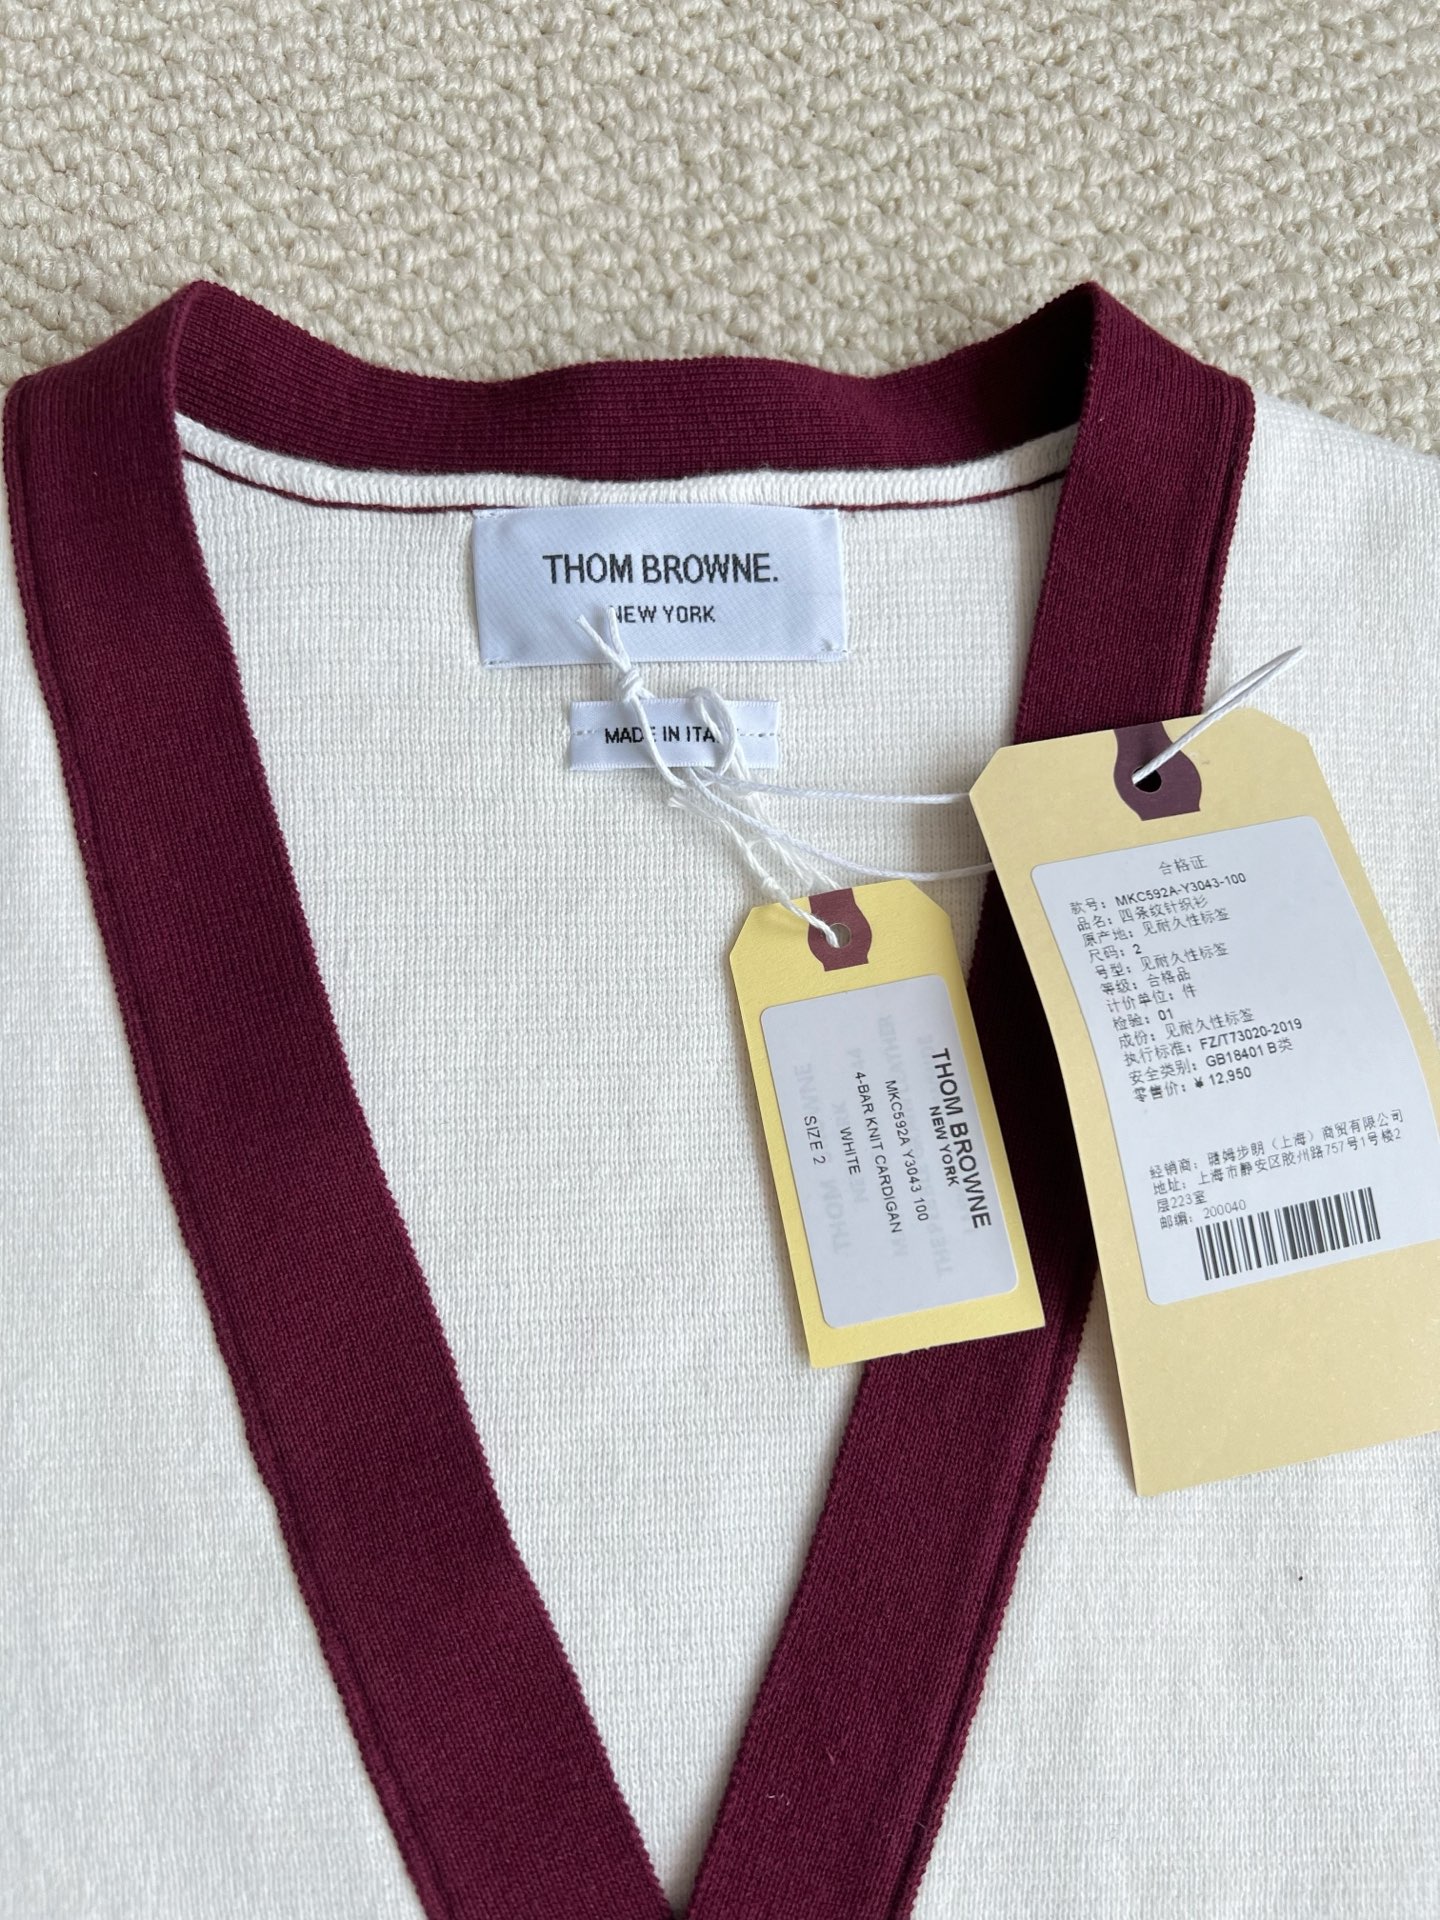 THOM BROWNE.
NEW YORK
MADE IN ITA
THOM BROWNE
NEW YORK
MKC592A Y3043 100
4-BAR KNIT CARDIGAN
WHITE
SIZE 2
合格证
款号：MKC592A-Y3043-100
品名：四条纹针织衫
原产地：见耐久性标签
尺码：2
号型：见耐久性标签
等级：合格品
计价单位：件
检验：01
成份：见耐久性标签
执行标准：FZ/T73020-2019
安全类别：GB18401 B类
零售价：￥12,950
经销商：髄姆步朗（上海）商贸有限公司
地址：上海市静安区胶州路757号1号楼2
层223室
邮编：200040